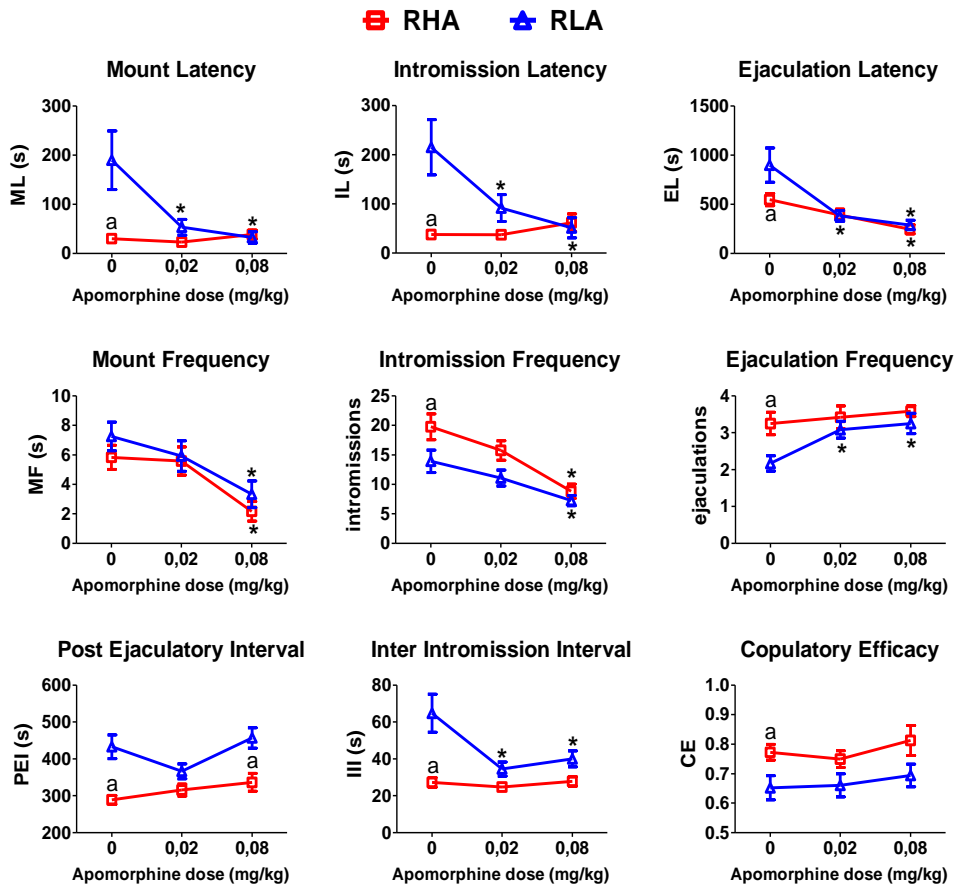 RHA RLA
Mount Latency
ML (s)
300
200
100
0
a
*
*
0 0,02 0,08
Apomorphine dose (mg/kg)
Intromission Latency
IL (s)
300
200
100
0
a
*
*
0 0,02 0,08
Apomorphine dose (mg/kg)
Ejaculation Latency
EL (s)
1500
1000
500
0
a
*
*
*
0 0,02 0,08
Apomorphine dose (mg/kg)
Mount Frequency
MF (s)
10
8
6
4
2
0
*
*
0 0,02 0,08
Apomorphine dose (mg/kg)
Intromission Frequency
intromissions
25
20
15
10
5
0
a
*
*
0 0,02 0,08
Apomorphine dose (mg/kg)
Ejaculation Frequency
ejaculations
4
3
2
1
0
a
*
*
0 0,02 0,08
Apomorphine dose (mg/kg)
Post Ejaculatory Interval
PEI (s)
600
500
400
300
200
a
a
0 0,02 0,08
Apomorphine dose (mg/kg)
Inter Intromission Interval
III (s)
80
60
40
20
0
a
*
*
0 0,02 0,08
Apomorphine dose (mg/kg)
Copulatory Efficacy
CE
1.0
0.9
0.8
0.7
0.6
0.5
a
0 0,02 0,08
Apomorphine dose (mg/kg)